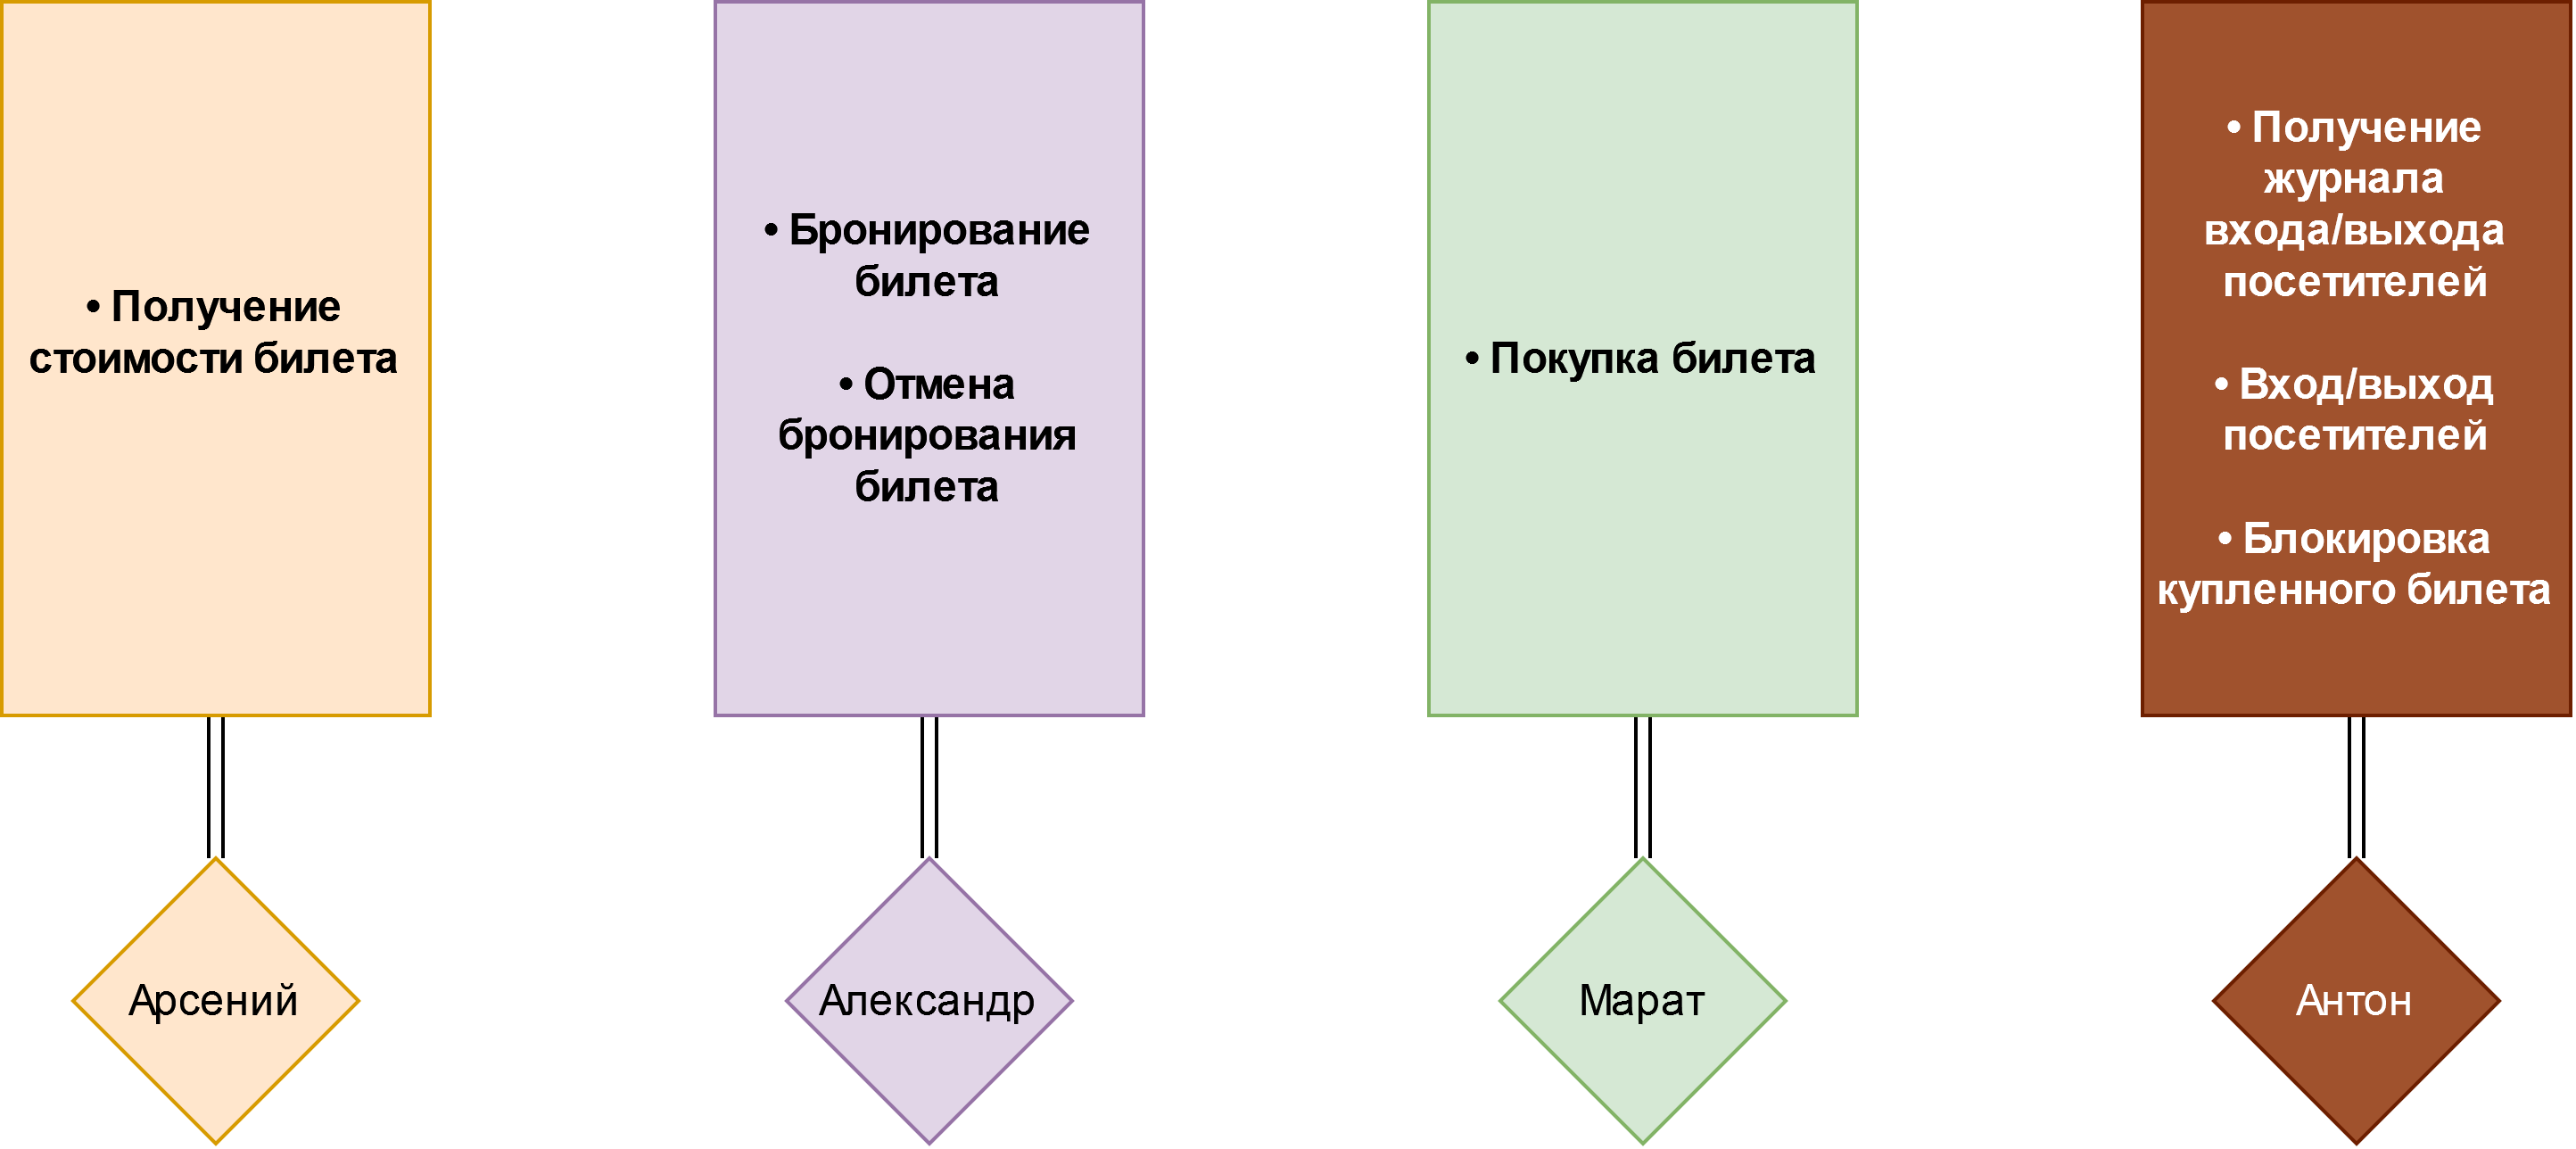 • Получение
стоимости билета
• Бронирование
билета
• Отмена
бронирования
билета
• Покупка билета
• Получение
журнала
входа/выхода
посетителей
• Вход/выход
посетителей
• Блокировка
купленного билета
Арсений
Александр
Марат
Антон